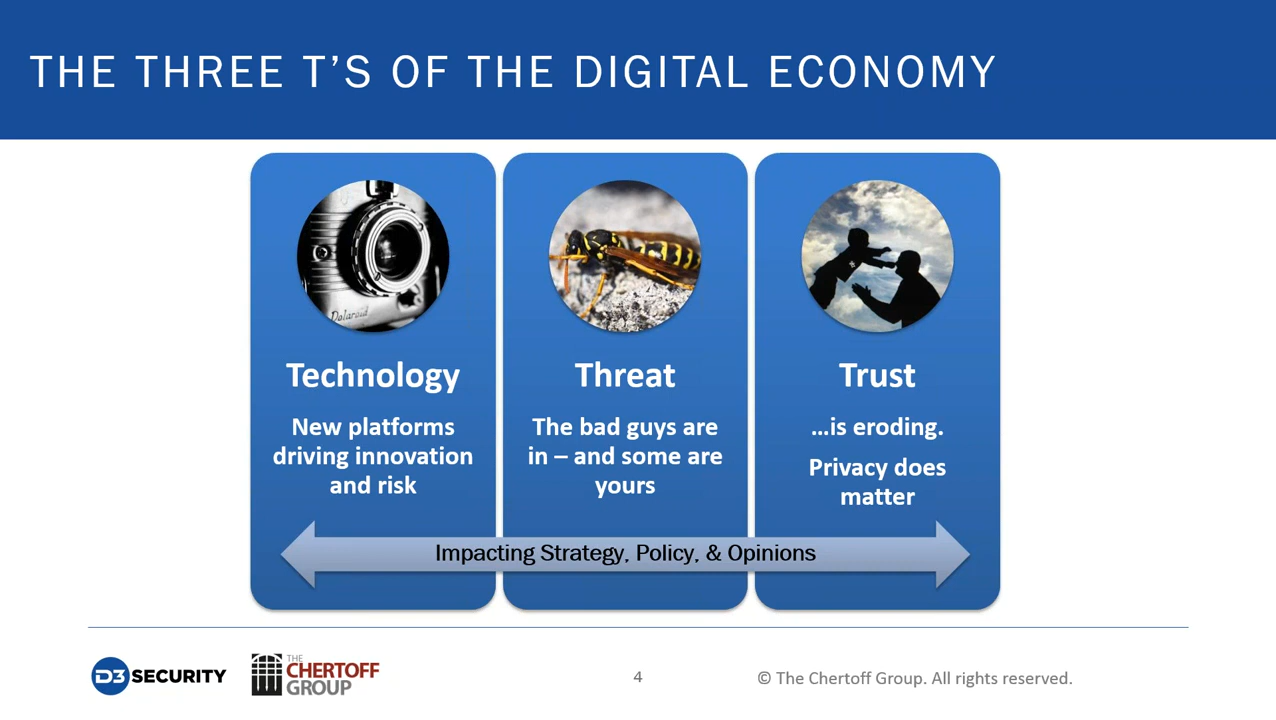 THE THREE T’S OF THE DIGITAL ECONOMY
Polaroid
Technology
New platforms
driving innovation
and risk
Threat
The bad guys are
in – and some are
yours
Trust
...is eroding.
Privacy does
matter
Impacting Strategy, Policy, & Opinions
D3 SECURITY
THE
CHERTOFF
GROUP
4
© The Chertoff Group. All rights reserved.